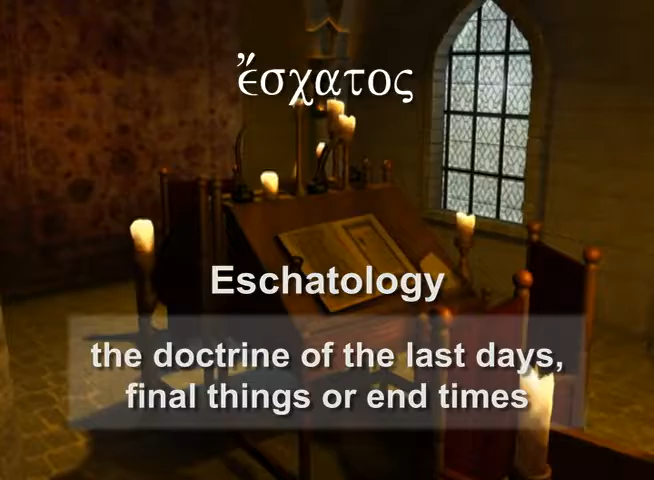 ἔσχατος
Eschatology
the doctrine of the last days,
final things or end times